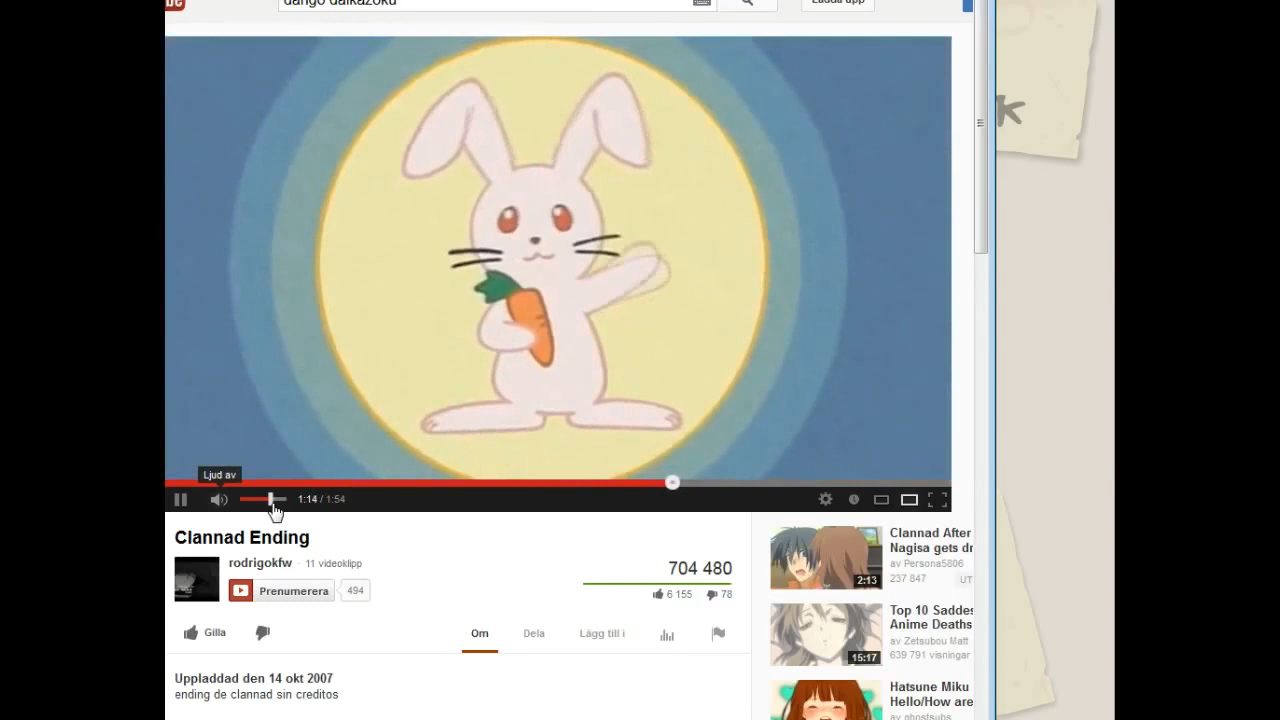 dango daikazoku
Ladda upp
k
Ljud av
1:14 / 1:54
Clannad Ending
rodrigokfw · 11 videoklipp
Prenumerera 494
704 480
6 155 78
Gilla
Om Dela Lägg till i
Uppladdad den 14 okt 2007
ending de clannad sin creditos
Clannad After
Nagisa gets dr
av Persona5806
237 847 UT
2:13
Top 10 Saddes
Anime Deaths
av Zetsubou Matt
639 791 visningar
15:17
Hatsune Miku
Hello/How are
av ghostsubs